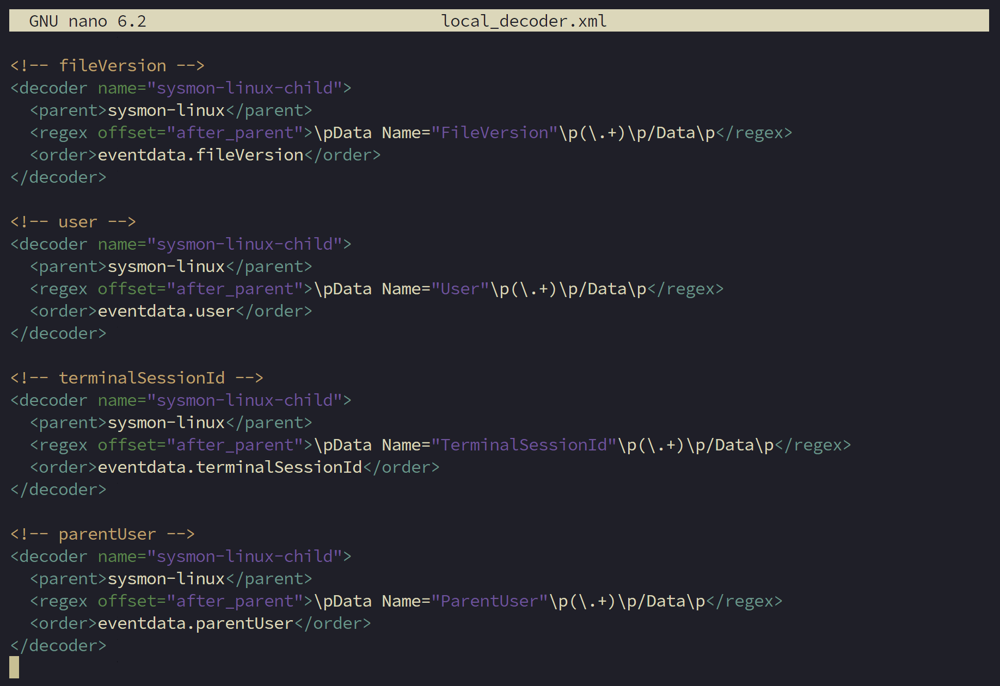 GNU nano 6.2 local_decoder.xml
<!-- fileVersion -->
<decoder name="sysmon-linux-child">
  <parent>sysmon-linux</parent>
  <regex offset="after_parent">\pData Name="FileVersion"\p(\.+)\p/Data\p</regex>
  <order>eventdata.fileVersion</order>
</decoder>
<!-- user -->
<decoder name="sysmon-linux-child">
  <parent>sysmon-linux</parent>
  <regex offset="after_parent">\pData Name="User"\p(\.+)\p/Data\p</regex>
  <order>eventdata.user</order>
</decoder>
<!-- terminalSessionId -->
<decoder name="sysmon-linux-child">
  <parent>sysmon-linux</parent>
  <regex offset="after_parent">\pData Name="TerminalSessionId"\p(\.+)\p/Data\p</regex>
  <order>eventdata.terminalSessionId</order>
</decoder>
<!-- parentUser -->
<decoder name="sysmon-linux-child">
  <parent>sysmon-linux</parent>
  <regex offset="after_parent">\pData Name="ParentUser"\p(\.+)\p/Data\p</regex>
  <order>eventdata.parentUser</order>
</decoder>